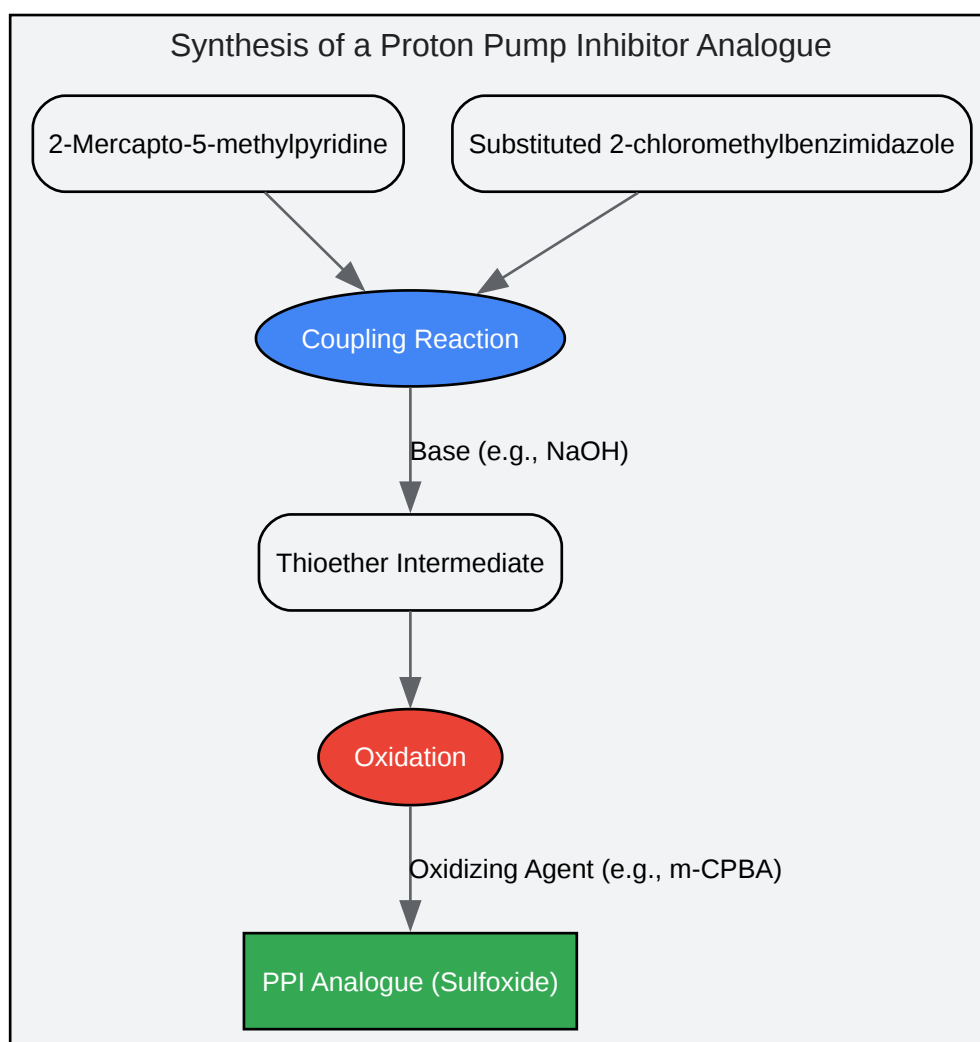 Synthesis of a Proton Pump Inhibitor Analogue
2-Mercapto-5-methylpyridine
Substituted 2-chloromethylbenzimidazole
Coupling Reaction
Base (e.g., NaOH)
Thioether Intermediate
Oxidation
Oxidizing Agent (e.g., m-CPBA)
PPI Analogue (Sulfoxide)